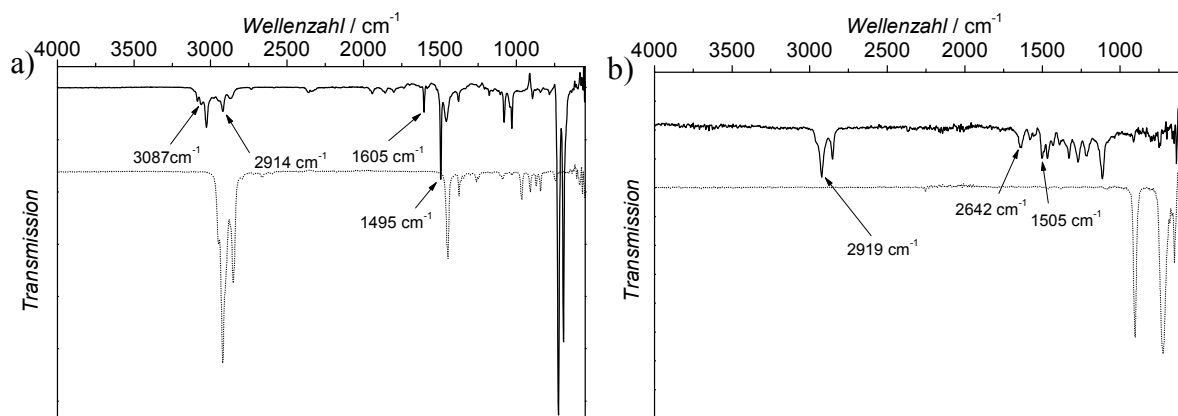 Wellenzahl / cm-1
4000 3500 3000 2500 2000 1500 1000
a)
3087cm-1
2914 cm-1
1605 cm-1
1495 cm-1
Transmission
Wellenzahl / cm-1
4000 3000 2500 2000 1500 1000
b)
2642 cm-1
1505 cm-1
2919 cm-1
Transmission